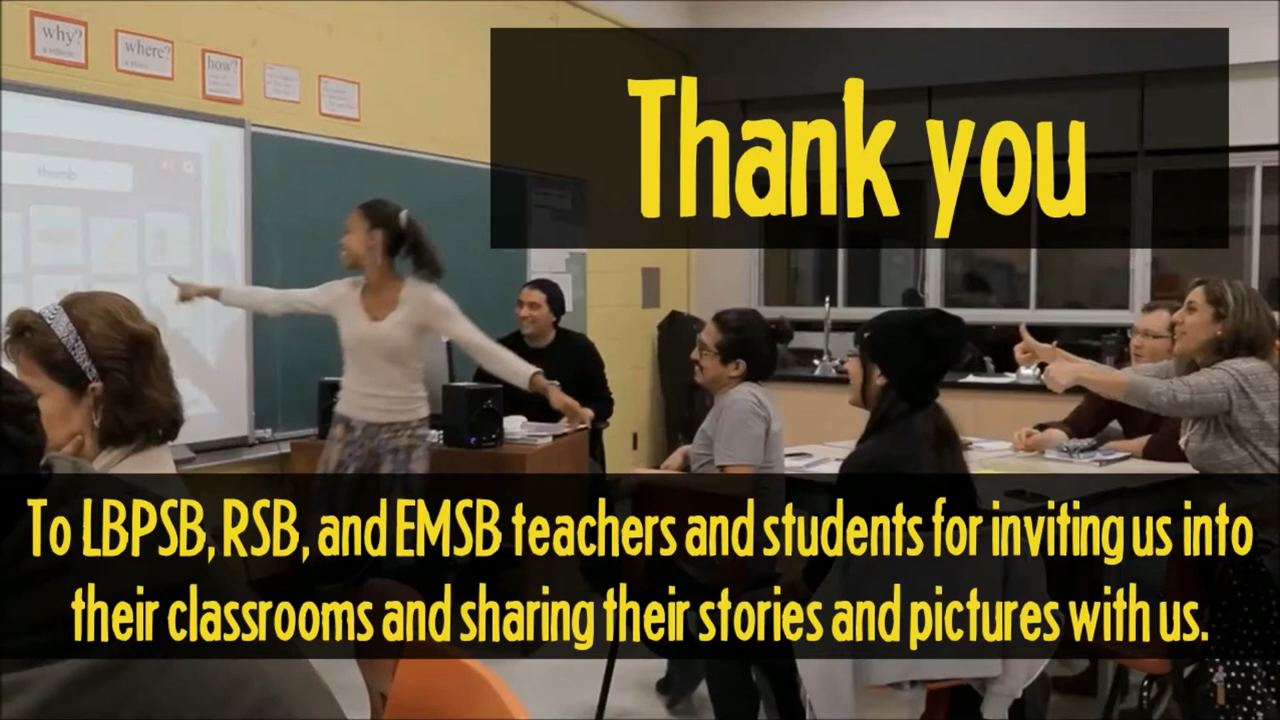 why?
where?
how?
thumb
Thank you
To LBPSB, RSB, and EMSB teachers and students for inviting us into
their classrooms and sharing their stories and pictures with us.